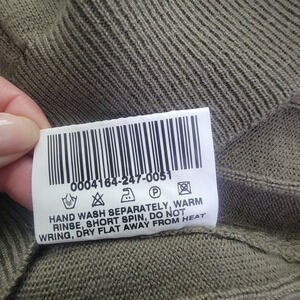 0004164-247-0051
HAND WASH SEPARATELY, WARM
RINSE, SHORT SPIN, DO NOT
WRING, DRY FLAT AWAY FROM HEAT